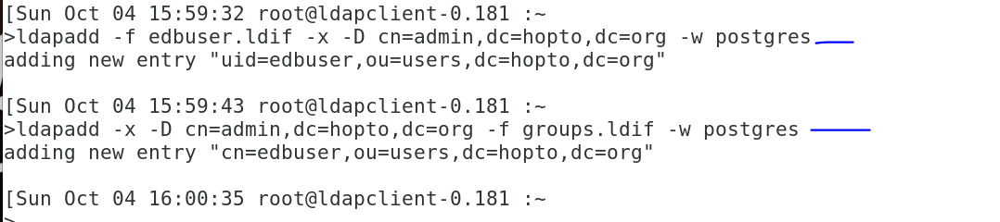 [Sun Oct 04 15:59:32 root@ldapclient-0.181 :~
>ldapadd -f edbuser.ldif -x -D cn=admin,dc=hopto,dc=org -w postgres
adding new entry "uid=edbuser,ou=users,dc=hopto,dc=org"
[Sun Oct 04 15:59:43 root@ldapclient-0.181 :~
>ldapadd -x -D cn=admin,dc=hopto,dc=org -f groups.ldif -w postgres
adding new entry "cn=edbuser,ou=users,dc=hopto,dc=org"
[Sun Oct 04 16:00:35 root@ldapclient-0.181 :~
>